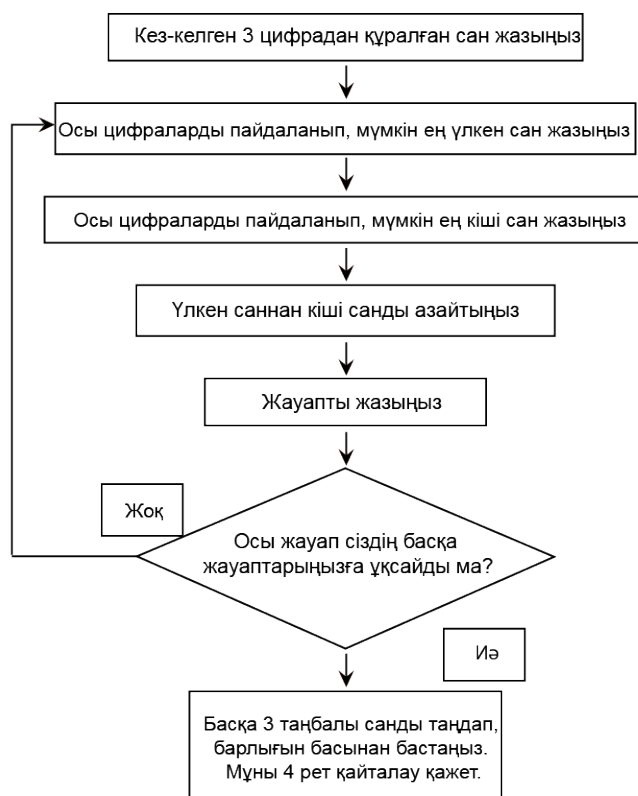 Кез-келген 3 цифрадан құралған сан жазыңыз
Осы цифраларды пайдаланып, мүмкін ең үлкен сан жазыңыз
Осы цифраларды пайдаланып, мүмкін ең кіші сан жазыңыз
Үлкен саннан кіші санды азайтыңыз
Жауапты жазыңыз
Жоқ
Осы жауап сіздің басқа
жауаптарыңызға ұқсайды ма?
Иә
Басқа 3 таңбалы санды таңдап,
барлығын басынан бастаңыз.
Мұны 4 рет қайталау қажет.